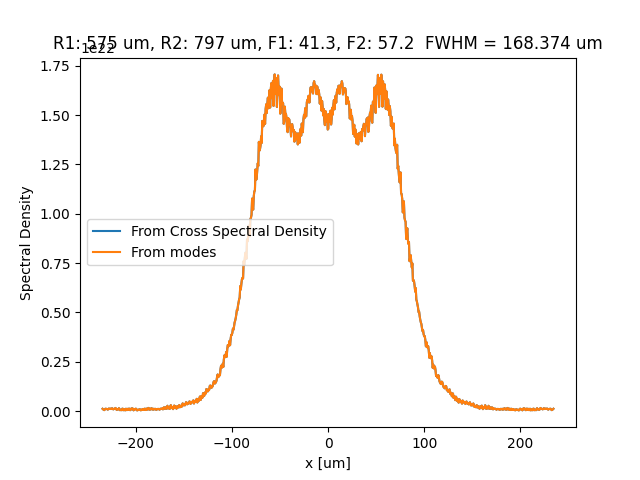 R1: 575 um, R2: 797 um, F1: 41.3, F2: 57.2  FWHM = 168.374 um
1e22
1.75
1.50
1.25
1.00
0.75
0.50
0.25
0.00
Spectral Density
From Cross Spectral Density
From modes
−200
−100
0
100
200
x [um]